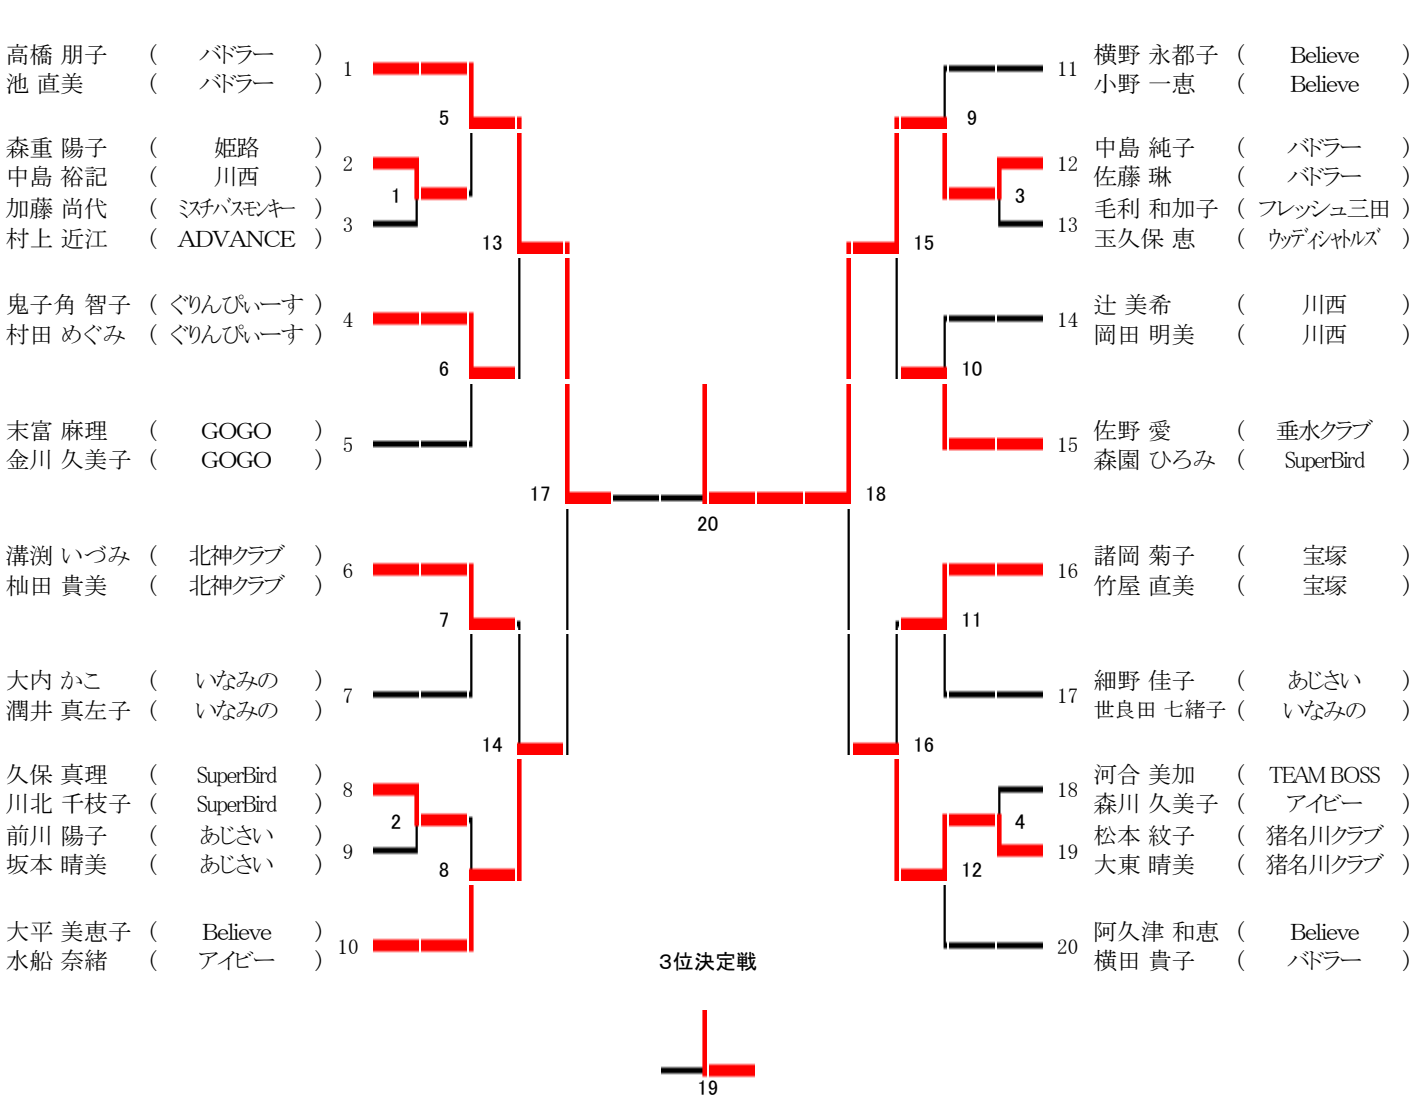 高橋 朋子 ( バドラー ) 1
池 直美 ( バドラー )
5
森重 陽子 ( 姫路 ) 2
中島 裕記 ( 川西 )
1
加藤 尚代 ( ミスチバスモンキー ) 3
村上 近江 ( ADVANCE )
13
鬼子角 智子 ( ぐりんぴぃーす ) 4
村田 めぐみ ( ぐりんぴぃーす )
6
末富 麻理 ( GOGO ) 5
金川 久美子 ( GOGO )
17
溝渕 いづみ ( 北神クラブ ) 6
杣田 貴美 ( 北神クラブ )
7
大内 かこ ( いなみの ) 7
潤井 真左子 ( いなみの )
14
久保 真理 ( SuperBird ) 8
川北 千枝子 ( SuperBird )
2
前川 陽子 ( あじさい ) 9
坂本 晴美 ( あじさい )
8
大平 美恵子 ( Believe ) 10
水船 奈緒 ( アイビー )
20
11 横野 永都子 ( Believe )
小野 一恵 ( Believe )
9
12 中島 純子 ( バドラー )
佐藤 琳 ( バドラー )
3
13 毛利 和加子 ( フレッシュ三田 )
玉久保 恵 ( ウッディシャトルズ )
15
14 辻 美希 ( 川西 )
岡田 明美 ( 川西 )
10
15 佐野 愛 ( 垂水クラブ )
森園 ひろみ ( SuperBird )
18
16 諸岡 菊子 ( 宝塚 )
竹屋 直美 ( 宝塚 )
11
17 細野 佳子 ( あじさい )
世良田 七緒子 ( いなみの )
16
18 河合 美加 ( TEAM BOSS )
森川 久美子 ( アイビー )
4
19 松本 紋子 ( 猪名川クラブ )
大東 晴美 ( 猪名川クラブ )
12
20 阿久津 和恵 ( Believe )
横田 貴子 ( バドラー )
3位決定戦
19